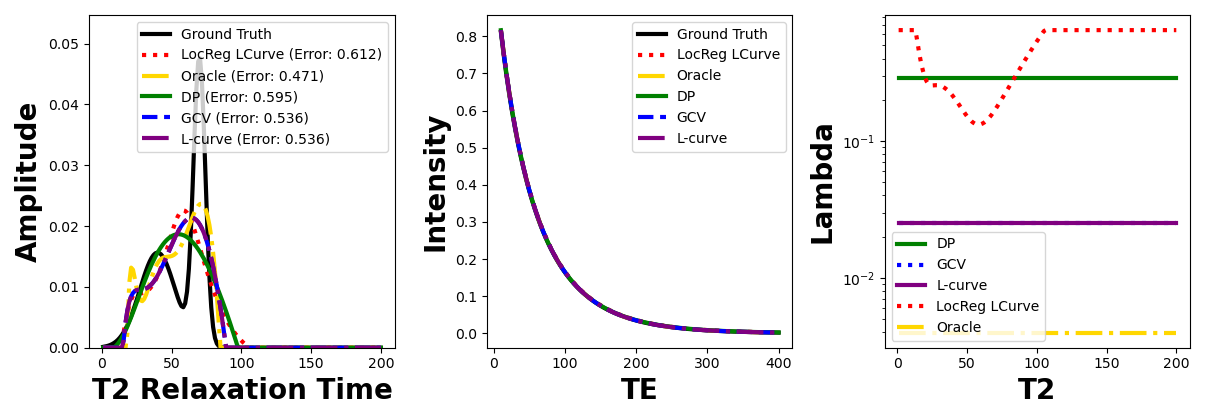 Amplitude
0.05
0.04
0.03
0.02
0.01
0.00
Ground Truth
LocReg LCurve (Error: 0.612)
Oracle (Error: 0.471)
DP (Error: 0.595)
GCV (Error: 0.536)
L-curve (Error: 0.536)
0 50 100 150 200
T2 Relaxation Time
Intensity
0.8
0.7
0.6
0.5
0.4
0.3
0.2
0.1
0.0
Ground Truth
LocReg LCurve
Oracle
DP
GCV
L-curve
0 100 200 300 400
TE
Lambda
10⁻¹
10⁻²
DP
GCV
L-curve
LocReg LCurve
Oracle
0 50 100 150 200
T2